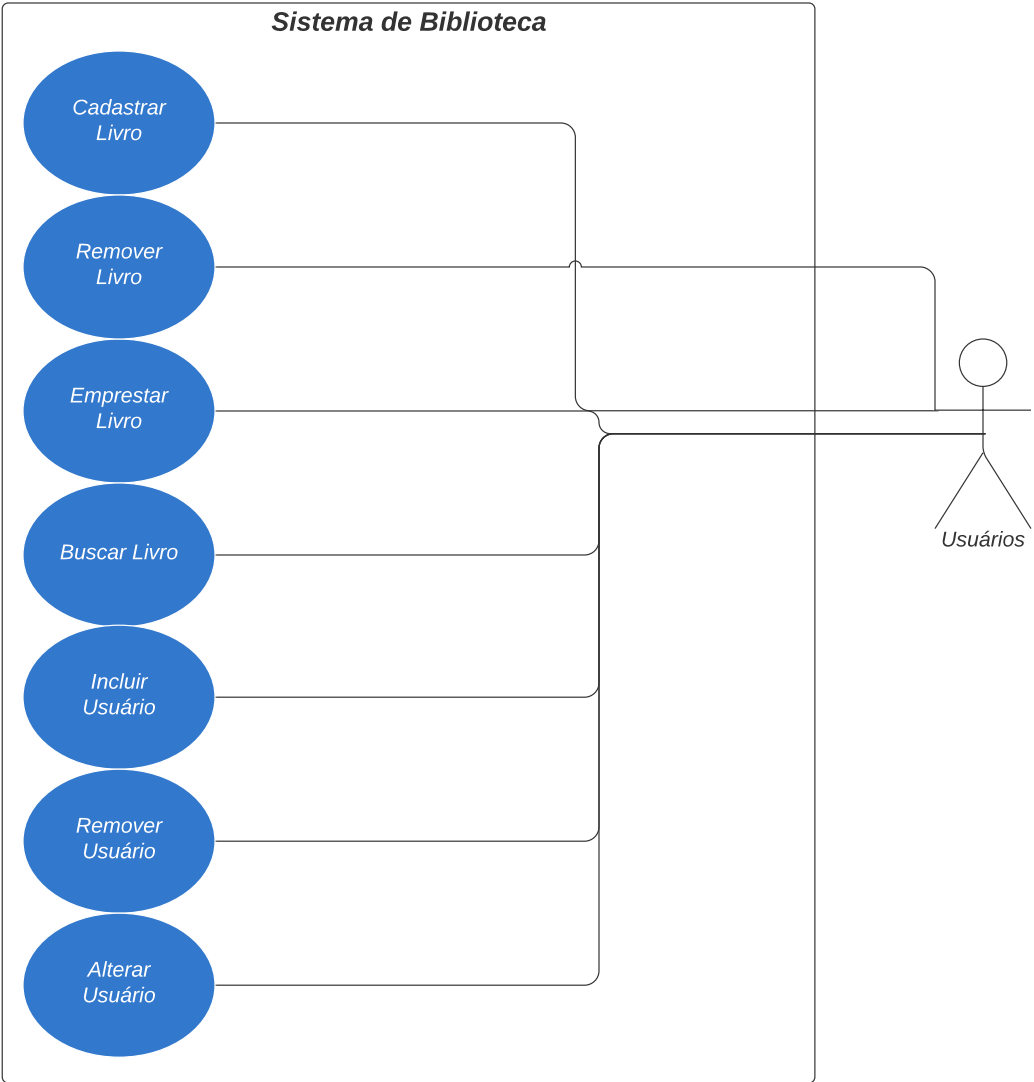 Sistema de Biblioteca
Cadastrar
Livro
Remover
Livro
Emprestar
Livro
Buscar Livro
Usuários
Incluir
Usuário
Remover
Usuário
Alterar
Usuário